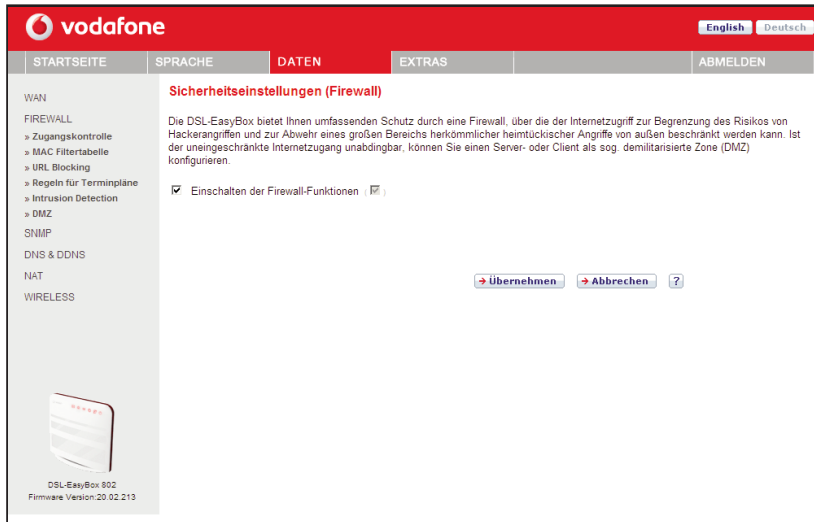 vodafone
English Deutsch
STARTSEITE SPRACHE DATEN EXTRAS ABMELDEN
WAN
FIREWALL
» Zugangskontrolle
» MAC Filtertabelle
» URL Blocking
» Regeln für Terminpläne
» Intrusion Detection
» DMZ
SNMP
DNS & DDNS
NAT
WIRELESS
DSL-EasyBox 802
Firmware Version:20.02.213
Sicherheitseinstellungen (Firewall)
Die DSL-EasyBox bietet Ihnen umfassenden Schutz durch eine Firewall, über die der Internetzugriff zur Begrenzung des Risikos von
Hackerangriffen und zur Abwehr eines großen Bereichs herkömmlicher heimtückischer Angriffe von außen beschränkt werden kann. Ist
der uneingeschränkte Internetzugang unabdingbar, können Sie einen Server- oder Client als sog. demilitarisierte Zone (DMZ)
konfigurieren.
Einschalten der Firewall-Funktionen ( )
Übernehmen Abbrechen ?